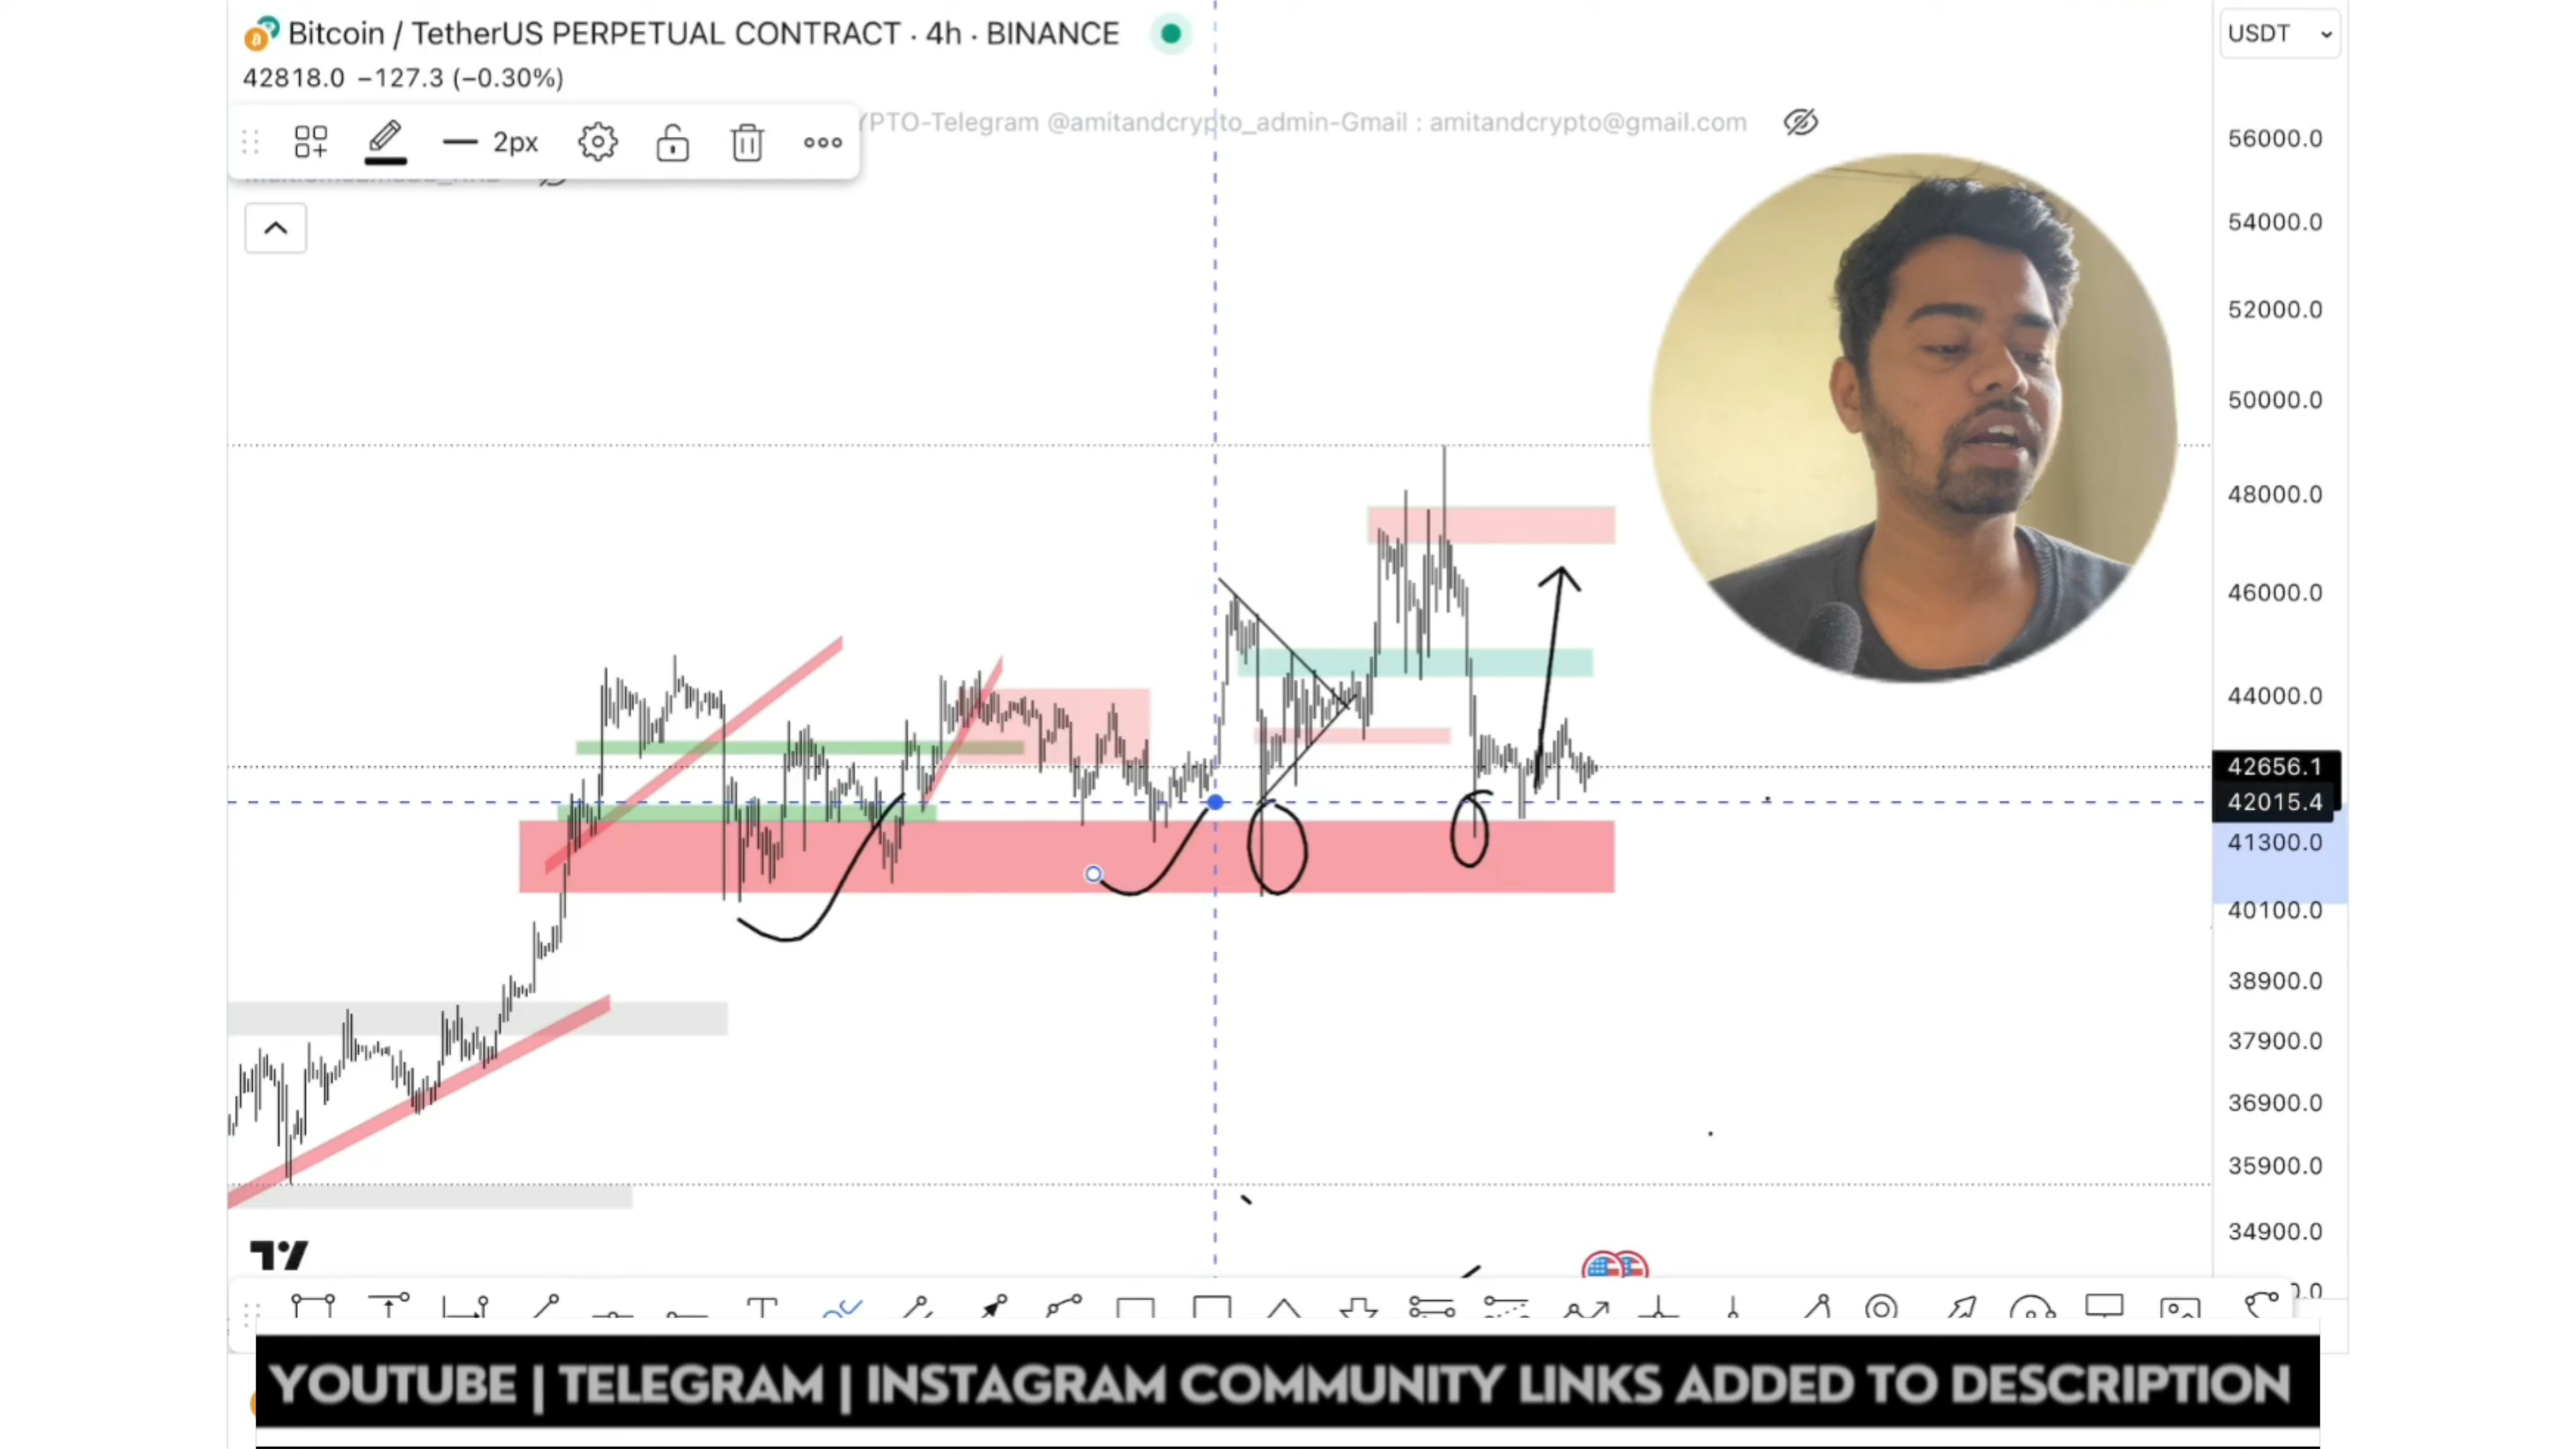 Bitcoin / TetherUS PERPETUAL CONTRACT · 4h · BINANCE
USDT
42818.0 −127.3 (−0.30%)
YPTO-Telegram @amitandcrypto_admin-Gmail : amitandcrypto@gmail.com
2px
56000.0
54000.0
52000.0
50000.0
48000.0
46000.0
44000.0
42656.1
42015.4
41300.0
40100.0
38900.0
37900.0
36900.0
35900.0
34900.0
YOUTUBE | TELEGRAM | INSTAGRAM COMMUNITY LINKS ADDED TO DESCRIPTION